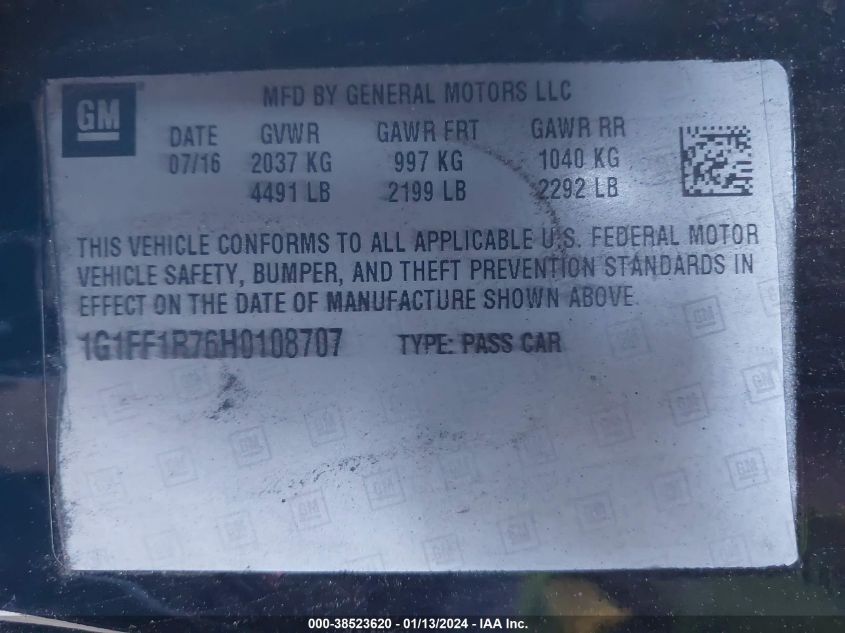 GM
MFD BY GENERAL MOTORS LLC
DATE GVWR GAWR FRT GAWR RR
07/16 2037 KG 997 KG 1040 KG
4491 LB 2199 LB 2292 LB
THIS VEHICLE CONFORMS TO ALL APPLICABLE U.S. FEDERAL MOTOR
VEHICLE SAFETY, BUMPER, AND THEFT PREVENTION STANDARDS IN
EFFECT ON THE DATE OF MANUFACTURE SHOWN ABOVE.
1G1FF1R76H0108707 TYPE: PASS CAR
000-38523620 - 01/13/2024 - IAA Inc.